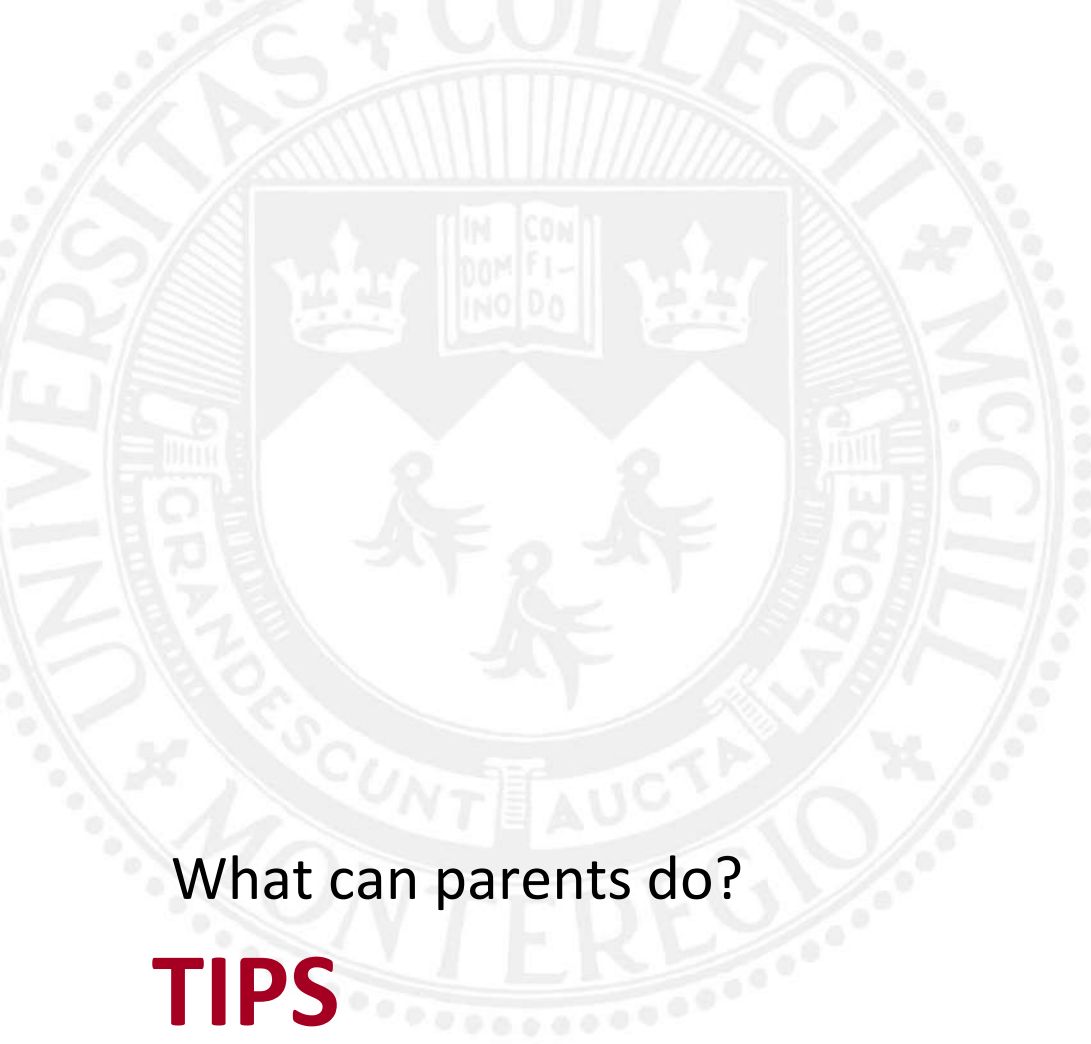 UNIVERSITAS COLLEGII McGILL
MONTEREGIO
IN CON
DOM FI-
INO DO
GRANDESCUNT AUCTA LABORE
What can parents do?
TIPS